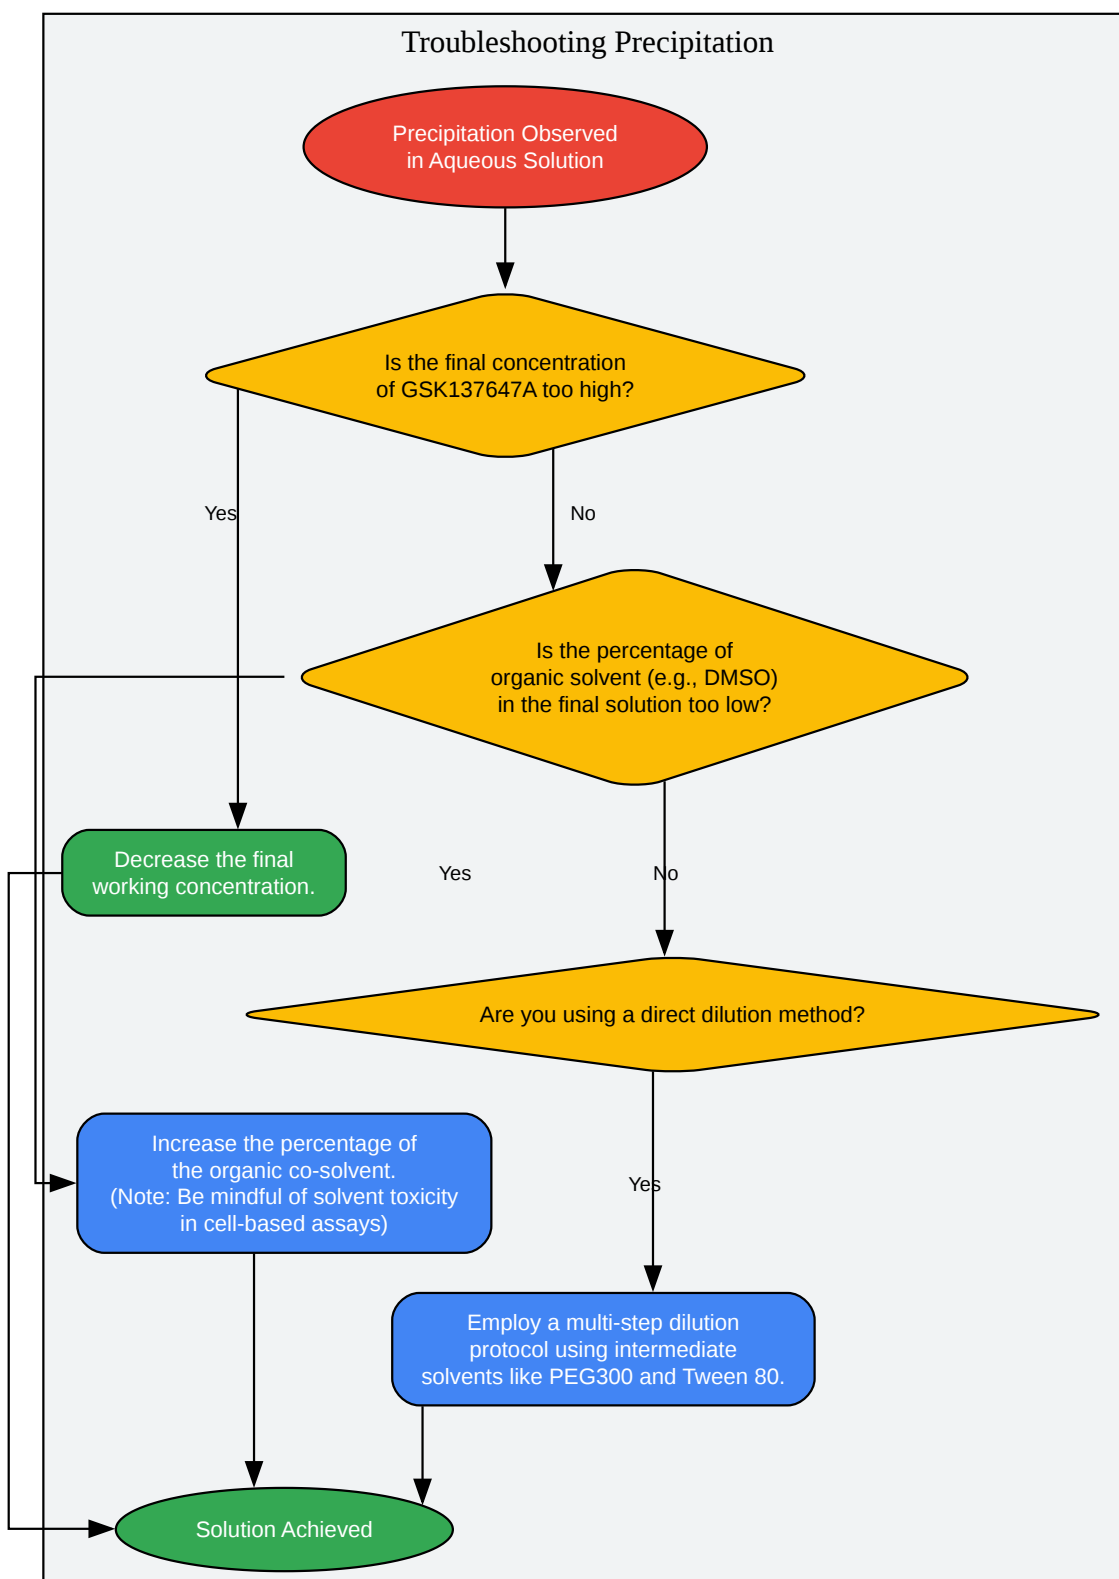 Troubleshooting Precipitation
Precipitation Observed
in Aqueous Solution
Is the final concentration
of GSK137647A too high?
Yes
No
Is the percentage of
organic solvent (e.g., DMSO)
in the final solution too low?
Decrease the final
working concentration.
Yes
No
Are you using a direct dilution method?
Increase the percentage of
the organic co-solvent.
(Note: Be mindful of solvent toxicity
in cell-based assays)
Yes
Employ a multi-step dilution
protocol using intermediate
solvents like PEG300 and Tween 80.
Solution Achieved